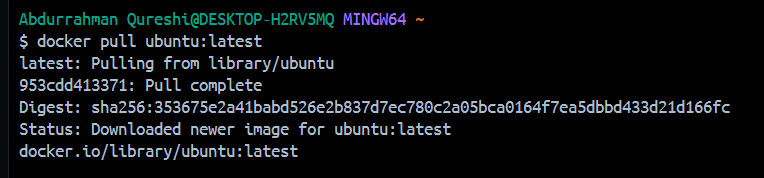 Abdurrahman Qureshi@DESKTOP-H2RV5MQ MINGW64 ~
$ docker pull ubuntu:latest
latest: Pulling from library/ubuntu
953cdd413371: Pull complete
Digest: sha256:353675e2a41babd526e2b837d7ec780c2a05bca0164f7ea5dbbd433d21d166fc
Status: Downloaded newer image for ubuntu:latest
docker.io/library/ubuntu:latest